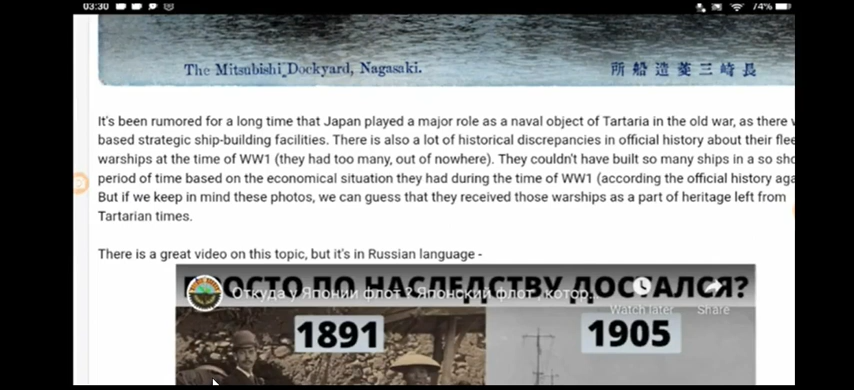 03:30
74%
The Mitsubishi Dockyard, Nagasaki.
所船造菱三崎長
It's been rumored for a long time that Japan played a major role as a naval object of Tartaria in the old war, as there
based strategic ship-building facilities. There is also a lot of historical discrepancies in official history about their flee
warships at the time of WW1 (they had too many, out of nowhere). They couldn't have built so many ships in a so sho
period of time based on the economical situation they had during the time of WW1 (according the official history aga
But if we keep in mind these photos, we can guess that they received those warships as a part of heritage left from
Tartarian times.
There is a great video on this topic, but it's in Russian language -
ПО НАСЛЕДСТВУ ДОСТАЛСЯ?
Откуда у Японии флот ? Японский флот , котор...
Watch later
Share
1891
1905